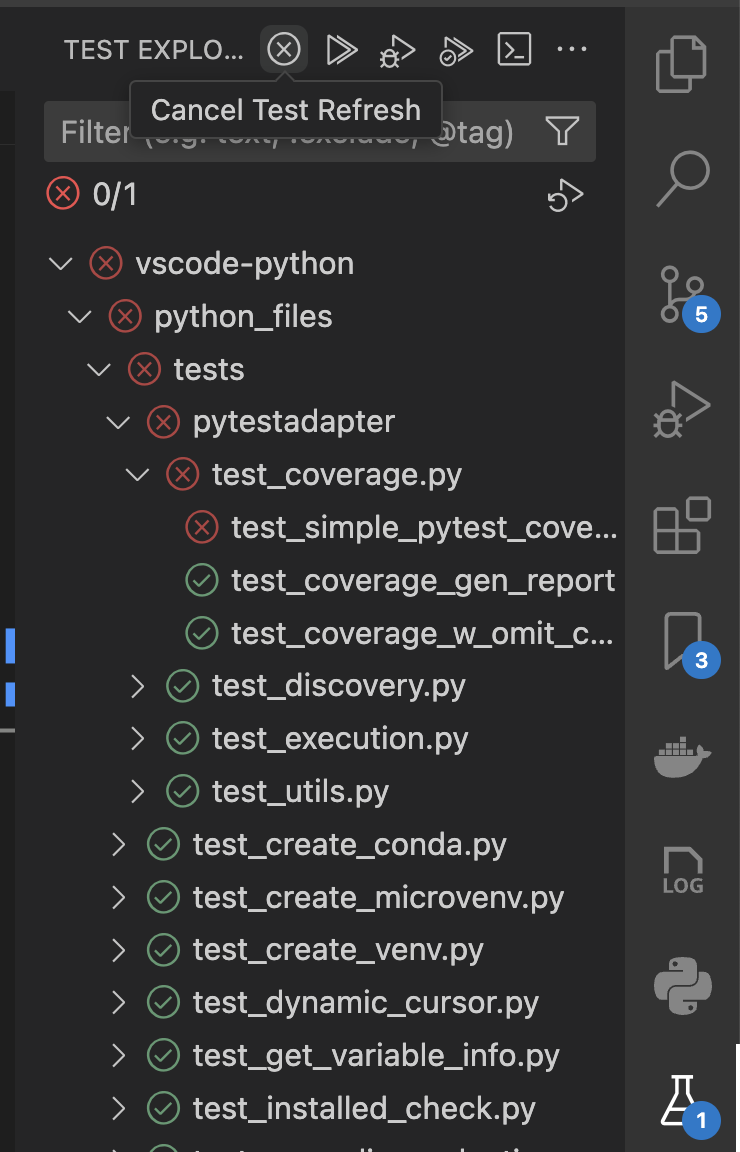 TEST EXPLO...
Cancel Test Refresh
Filter (e.g. text, !exclude, @tag)
0/1
vscode-python
python_files
tests
pytestadapter
test_coverage.py
test_simple_pytest_cove...
test_coverage_gen_report
test_coverage_w_omit_c...
test_discovery.py
test_execution.py
test_utils.py
test_create_conda.py
test_create_microvenv.py
test_create_venv.py
test_dynamic_cursor.py
test_get_variable_info.py
test_installed_check.py
5
3
LOG
1